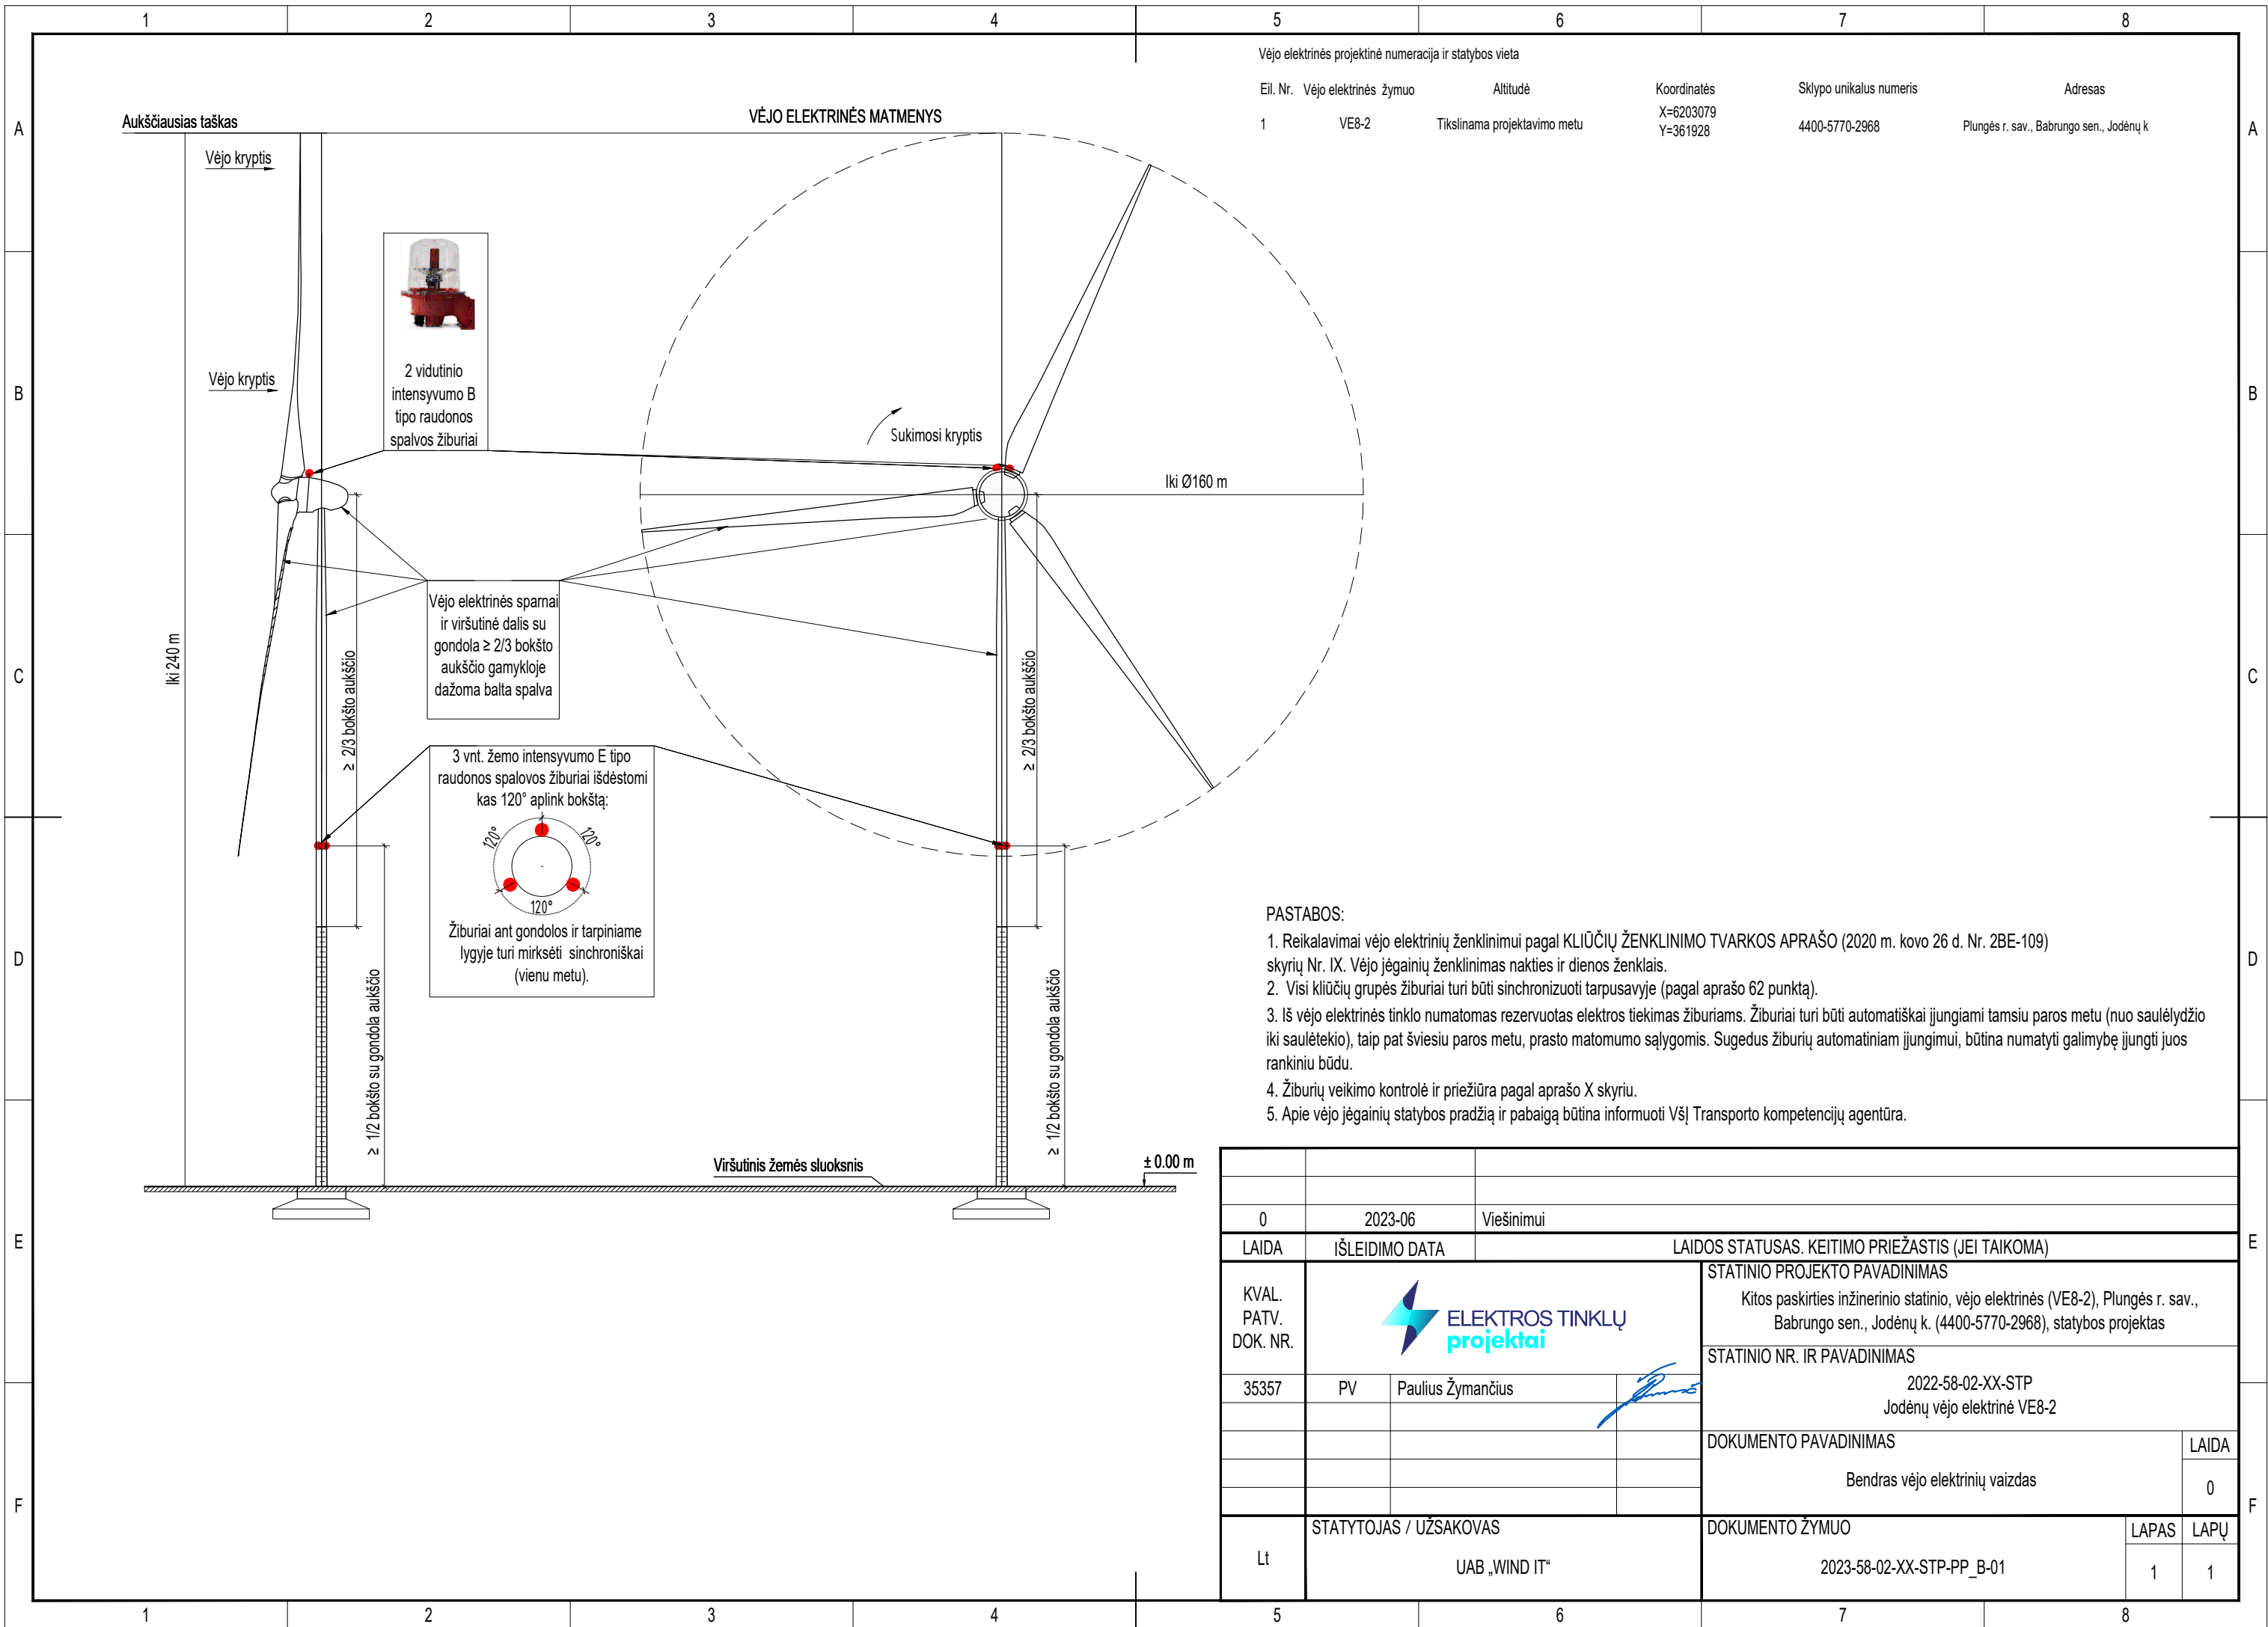 1 2 3 4 5 6 7 8
A
B
C
D
E
F
A
B
C
D
E
F
Vėjo elektrinės projektinė numeracija ir statybos vieta
Eil. Nr. Vėjo elektrinės žymuo Altitudė Koordinatės Sklypo unikalus numeris Adresas
1 VE8-2 Tikslinama projektavimo metu X=6203079 4400-5770-2968 Plungės r. sav., Babrungo sen., Jodėnų k
Y=361928
VĖJO ELEKTRINĖS MATMENYS
Aukščiausias taškas
Vėjo kryptis
Vėjo kryptis
2 vidutinio
intensyvumo B
tipo raudonos
spalvos žiburiai
Sukimosi kryptis
Iki Ø160 m
Iki 240 m
Vėjo elektrinės sparnai
ir viršutinė dalis su
gondola ≥ 2/3 bokšto
aukščio gamykloje
dažoma balta spalva
≥ 2/3 bokšto aukščio
≥ 2/3 bokšto aukščio
3 vnt. žemo intensyvumo E tipo
raudonos spalovos žiburiai išdėstomi
kas 120° aplink bokštą:
120°
120°
120°
Žiburiai ant gondolos ir tarpiniame
lygyje turi mirksėti sinchroniškai
(vienu metu).
≥ 1/2 bokšto su gondola aukščio
≥ 1/2 bokšto su gondola aukščio
Viršutinis žemės sluoksnis
± 0.00 m
PASTABOS:
1. Reikalavimai vėjo elektrinių ženklinimui pagal KLIŪČIŲ ŽENKLINIMO TVARKOS APRAŠO (2020 m. kovo 26 d. Nr. 2BE-109)
skyrių Nr. IX. Vėjo jėgainių ženklinimas nakties ir dienos ženklais.
2. Visi kliūčių grupės žiburiai turi būti sinchronizuoti tarpusavyje (pagal aprašo 62 punktą).
3. Iš vėjo elektrinės tinklo numatomas rezervuotas elektros tiekimas žiburiams. Žiburiai turi būti automatiškai įjungiami tamsiu paros metu (nuo saulėlydžio
iki saulėtekio), taip pat šviesiu paros metu, prasto matomumo sąlygomis. Sugedus žiburių automatiniam įjungimui, būtina numatyti galimybę įjungti juos
rankiniu būdu.
4. Žiburių veikimo kontrolė ir priežiūra pagal aprašo X skyriu.
5. Apie vėjo jėgainių statybos pradžią ir pabaigą būtina informuoti VšĮ Transporto kompetencijų agentūra.
0 2023-06 Viešinimui
LAIDA IŠLEIDIMO DATA LAIDOS STATUSAS. KEITIMO PRIEŽASTIS (JEI TAIKOMA)
KVAL.
PATV.
DOK. NR.
ELEKTROS TINKLŲ
projektai
STATINIO PROJEKTO PAVADINIMAS
Kitos paskirties inžinerinio statinio, vėjo elektrinės (VE8-2), Plungės r. sav.,
Babrungo sen., Jodėnų k. (4400-5770-2968), statybos projektas
STATINIO NR. IR PAVADINIMAS
2022-58-02-XX-STP
Jodėnų vėjo elektrinė VE8-2
35357 PV Paulius Žymančius
DOKUMENTO PAVADINIMAS LAIDA
Bendras vėjo elektrinių vaizdas 0
Lt
STATYTOJAS / UŽSAKOVAS
UAB „WIND IT“
DOKUMENTO ŽYMUO LAPAS LAPŲ
2023-58-02-XX-STP-PP_B-01 1 1
1 2 3 4 5 6 7 8